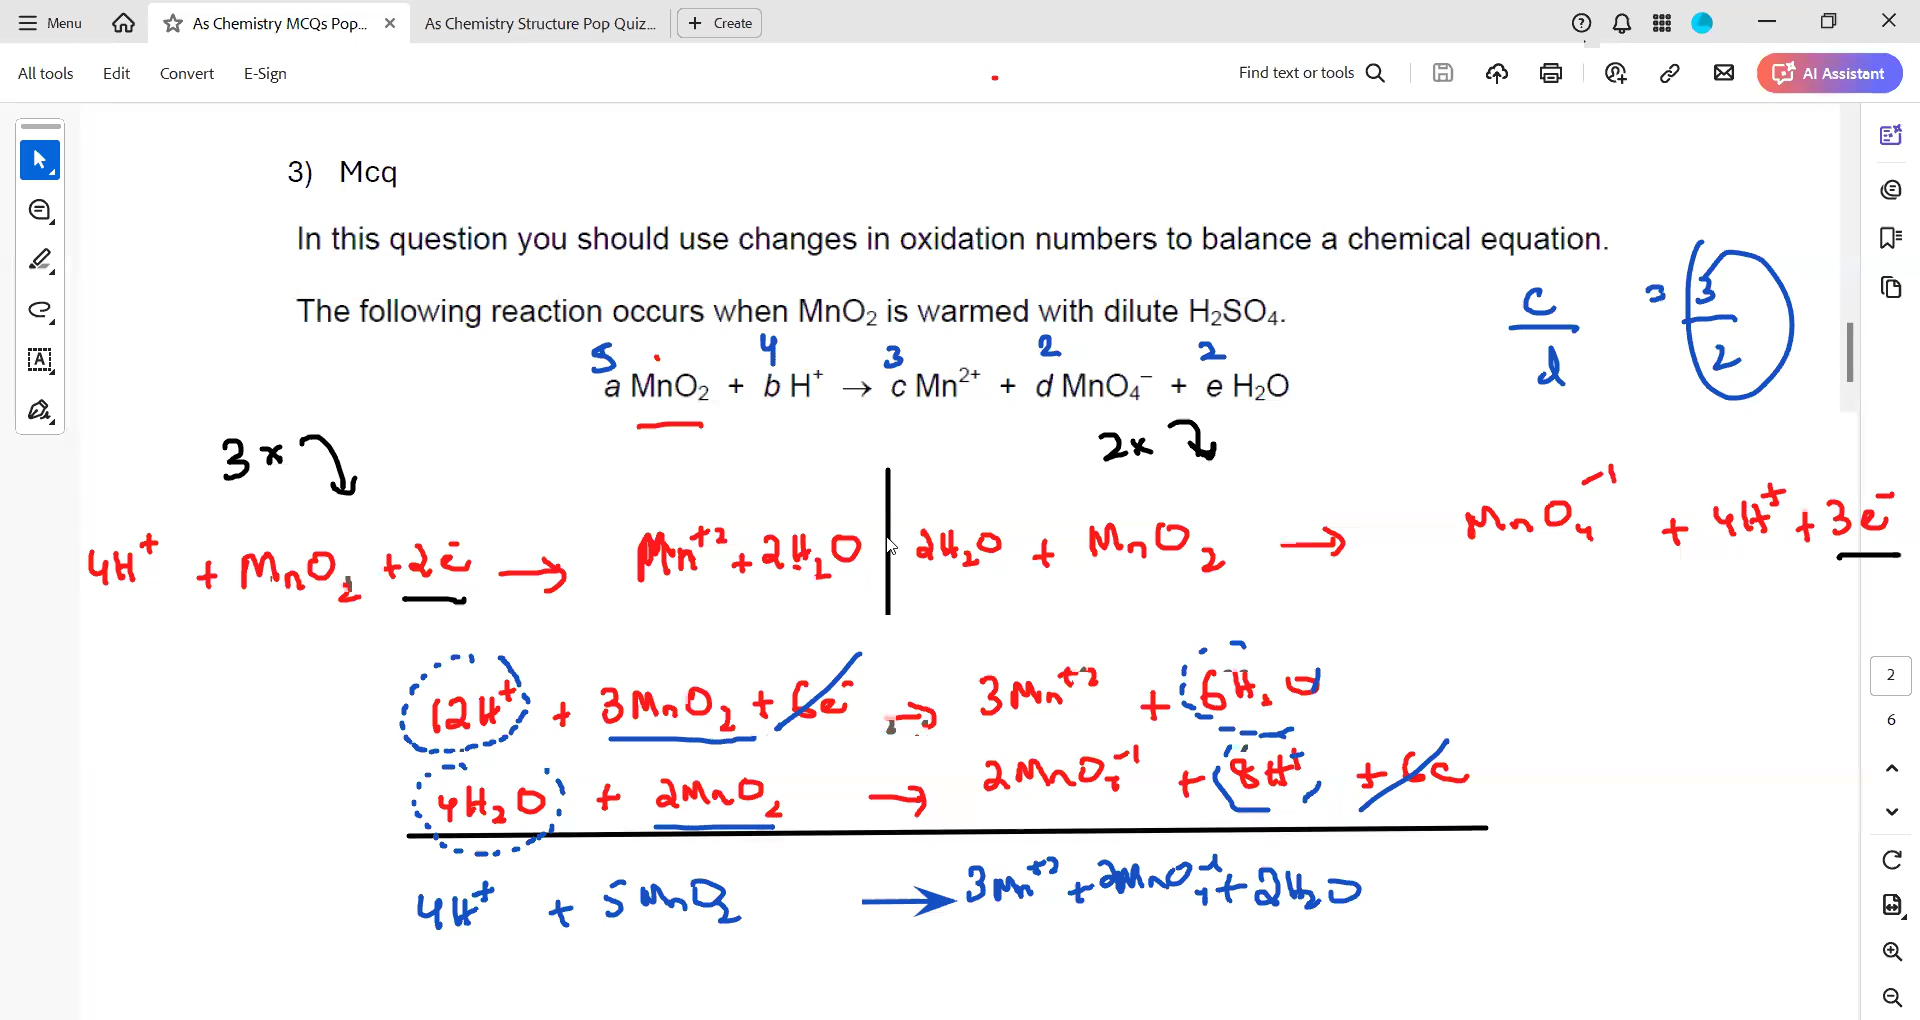 Menu As Chemistry MCQs Pop... As Chemistry Structure Pop Quiz... + Create
All tools Edit Convert E-Sign Find text or tools AI Assistant
3) Mcq
In this question you should use changes in oxidation numbers to balance a chemical equation.
The following reaction occurs when MnO₂ is warmed with dilute H₂SO₄.
c/d = 3/2
5 4 3 2 2
a MnO₂ + b H⁺ → c Mn²⁺ + d MnO₄⁻ + e H₂O
3x 2x
4H⁺ + MnO₂ + 2e⁻ → Mn⁺² + 2H₂O 2H₂O + MnO₂ → MnO₄⁻¹ + 4H⁺ + 3e⁻
12H⁺ + 3MnO₂ + 6e⁻ → 3Mn⁺² + 6H₂O
4H₂O + 2MnO₂ → 2MnO₄⁻¹ + 8H⁺ + 6e
4H⁺ + 5MnO₂ → 3Mn⁺² + 2MnO₄⁻¹ + 2H₂O
2
6